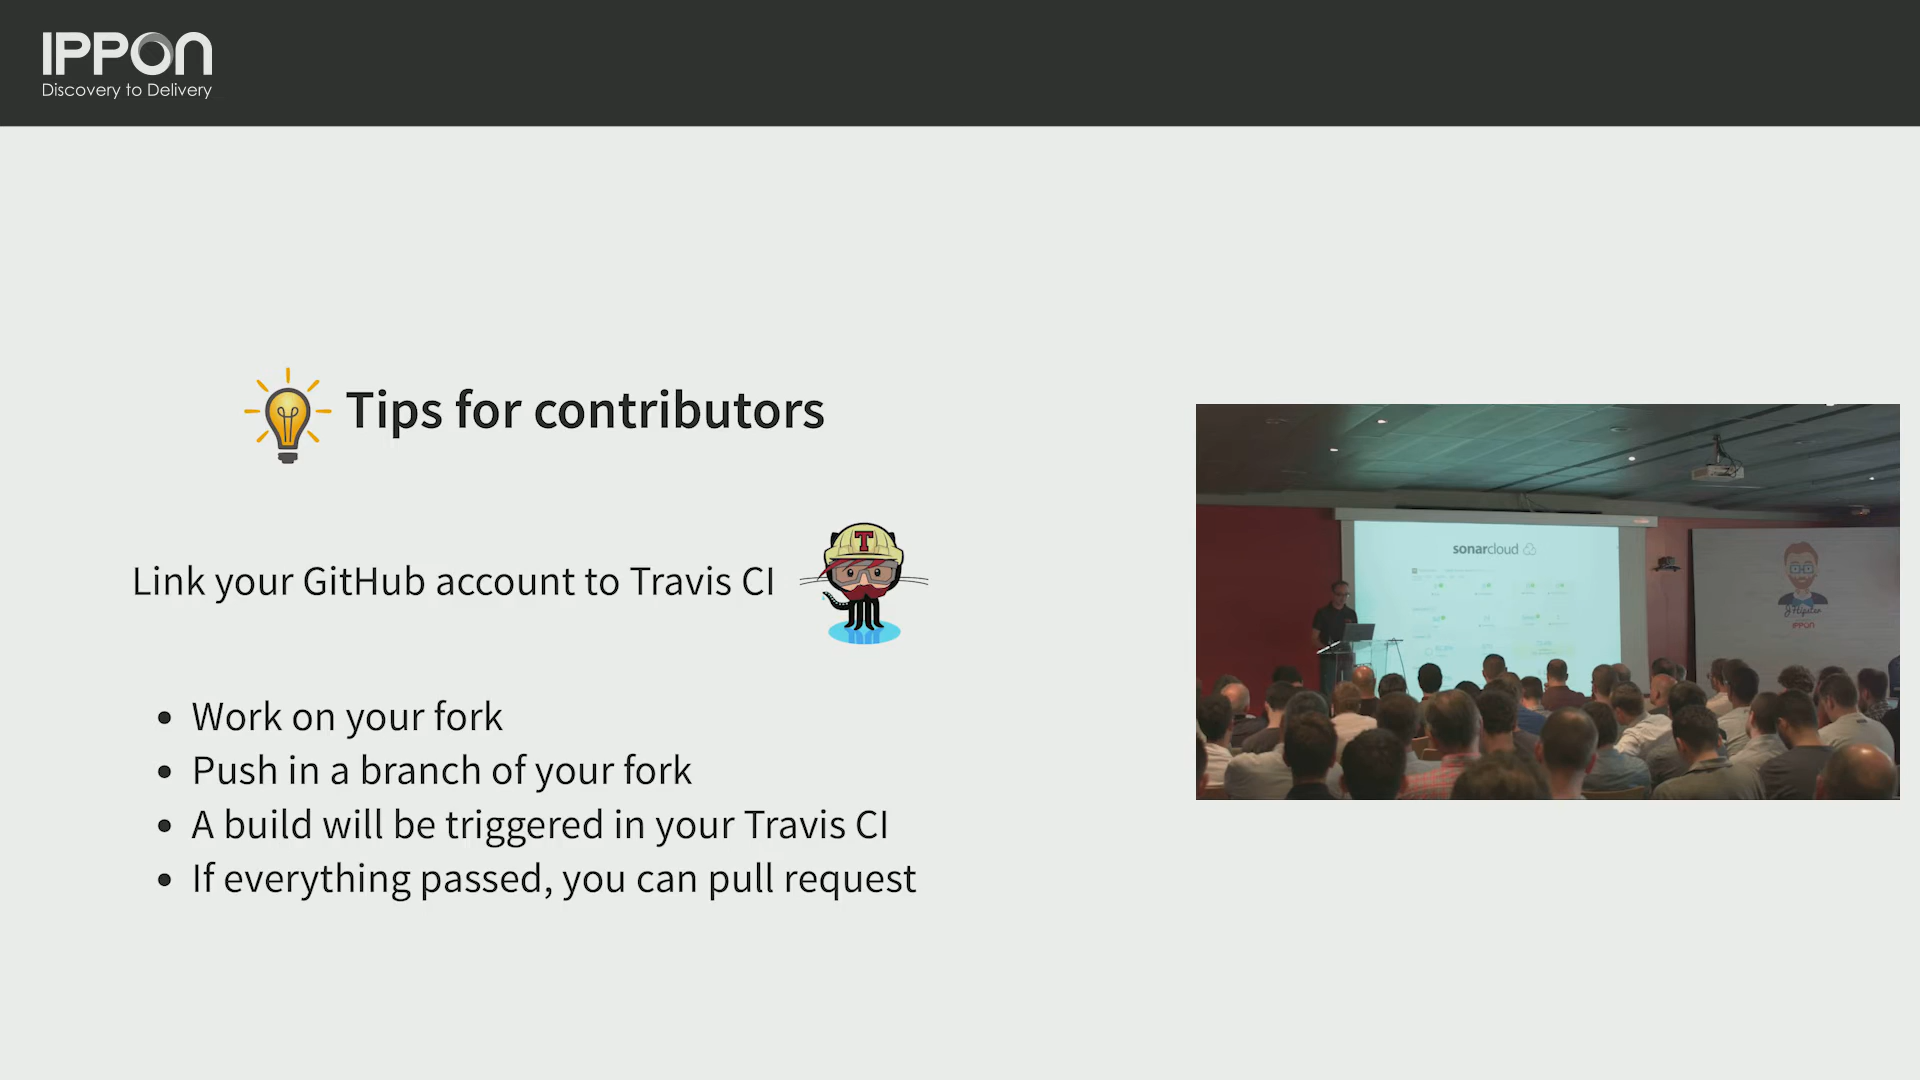 IPPON
Discovery to Delivery
Tips for contributors
Link your GitHub account to Travis CI
T
• Work on your fork
• Push in a branch of your fork
• A build will be triggered in your Travis CI
• If everything passed, you can pull request
sonarcloud
JHipster
IPPON